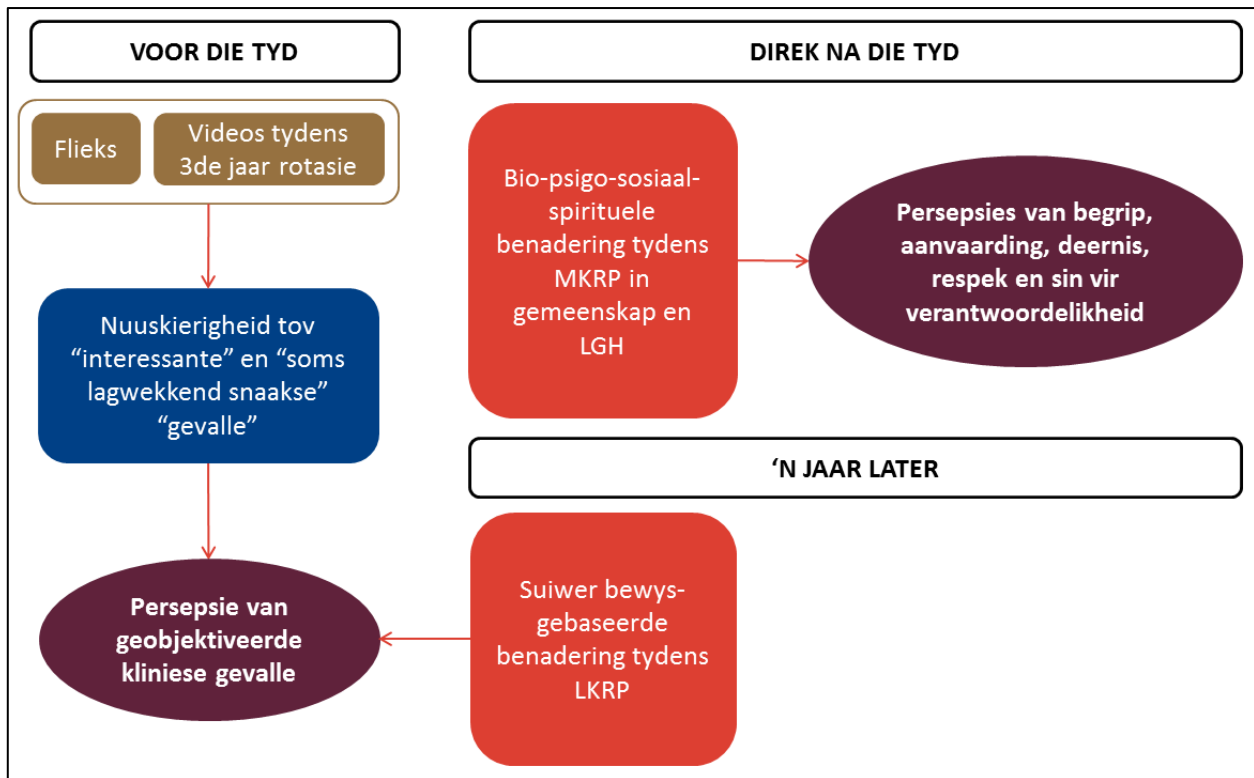 VOOR DIE TYD
Flieks
Videos tydens
3de jaar rotasie
Nuuskierigheid tov
“interessante” en “soms
lagwekkend snaakse”
“gevalle”
Persepsie van
geobjektiveerde
kliniese gevalle
DIREK NA DIE TYD
Bio-psigo-sosiaal-
spirituele
benadering tydens
MKRP in
gemeenskap en
LGH
Persepsies van begrip,
aanvaarding, deernis,
respek en sin vir
verantwoordelikheid
‘N JAAR LATER
Suiwer bewys-
gebaseerde
benadering tydens
LKRP